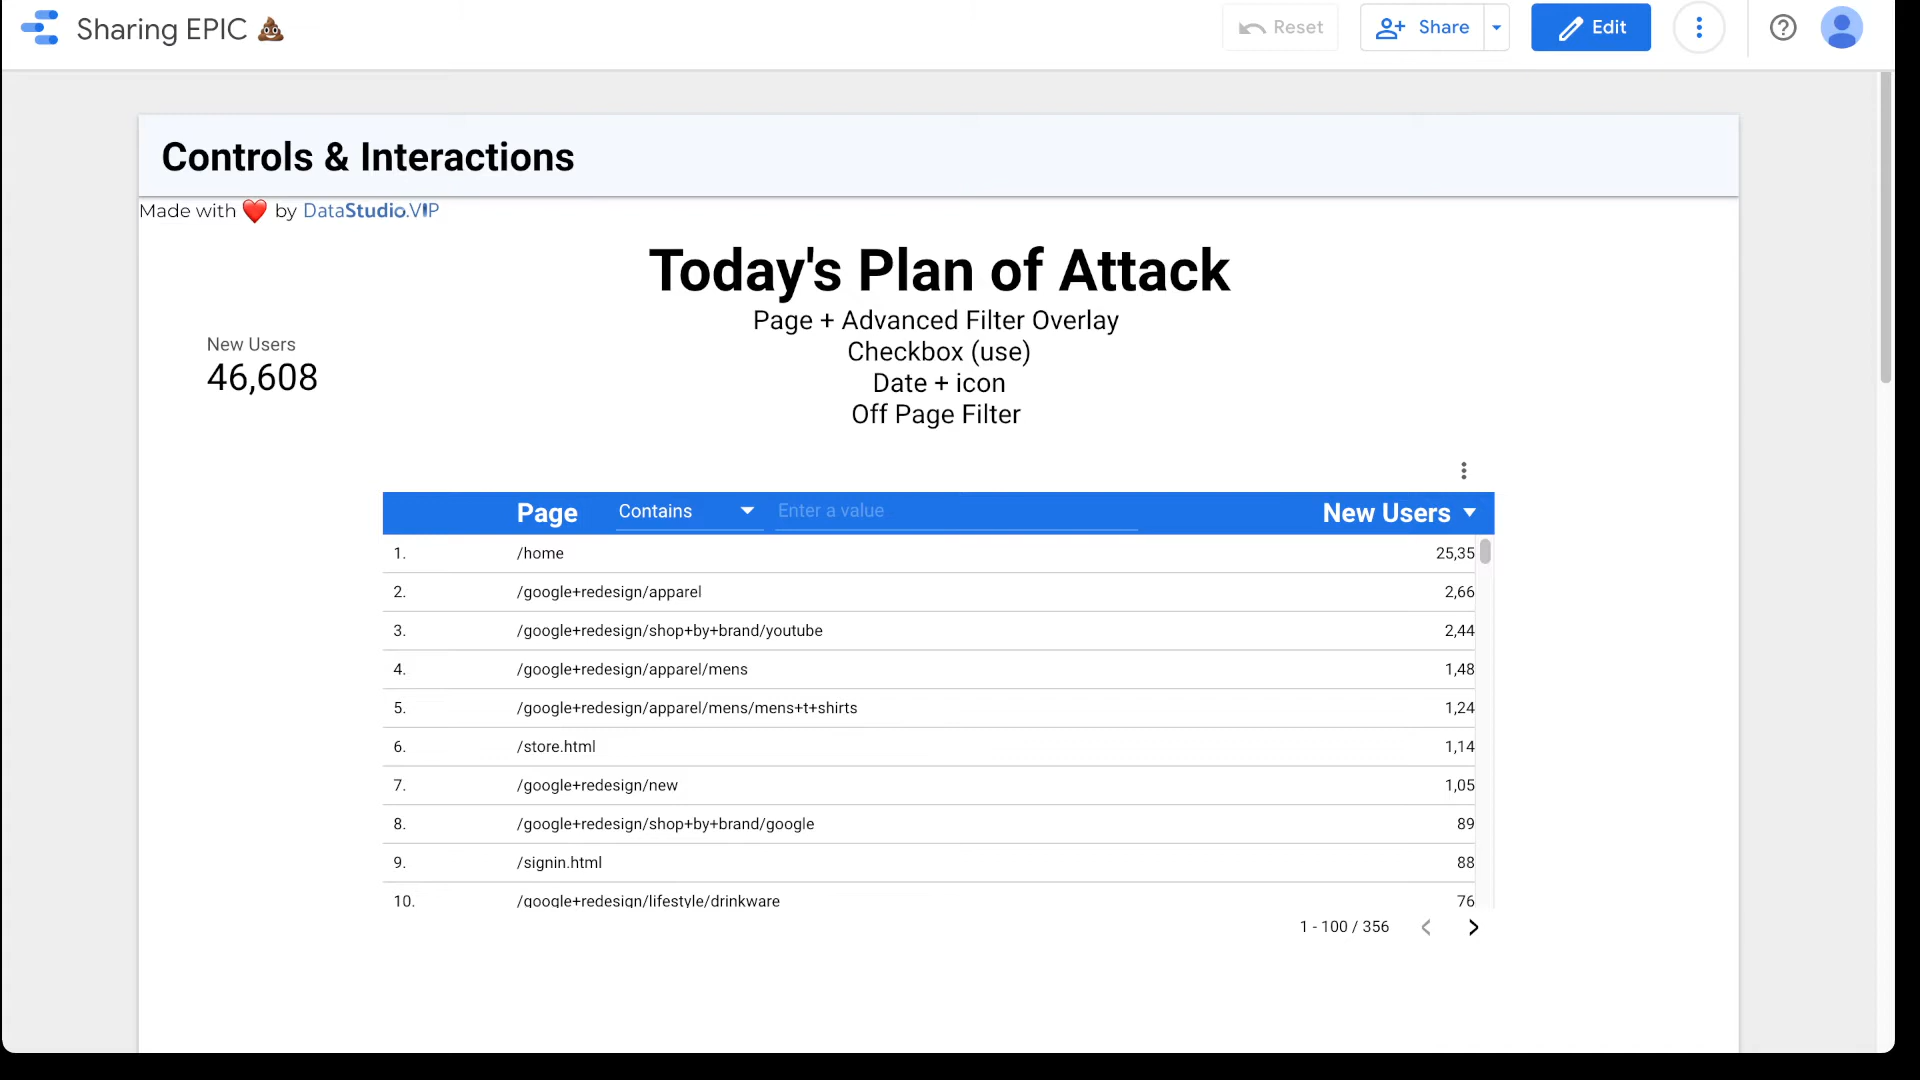 Sharing EPIC 💩
Reset
Share
Edit
Controls & Interactions
Made with ❤️ by DataStudio.VIP
Today's Plan of Attack
Page + Advanced Filter Overlay
Checkbox (use)
Date + icon
Off Page Filter
New Users
46,608
Page Contains Enter a value New Users
1. /home 25,35
2. /google+redesign/apparel 2,66
3. /google+redesign/shop+by+brand/youtube 2,44
4. /google+redesign/apparel/mens 1,48
5. /google+redesign/apparel/mens/mens+t+shirts 1,24
6. /store.html 1,14
7. /google+redesign/new 1,05
8. /google+redesign/shop+by+brand/google 89
9. /signin.html 88
10. /google+redesign/lifestyle/drinkware 76
1 - 100 / 356